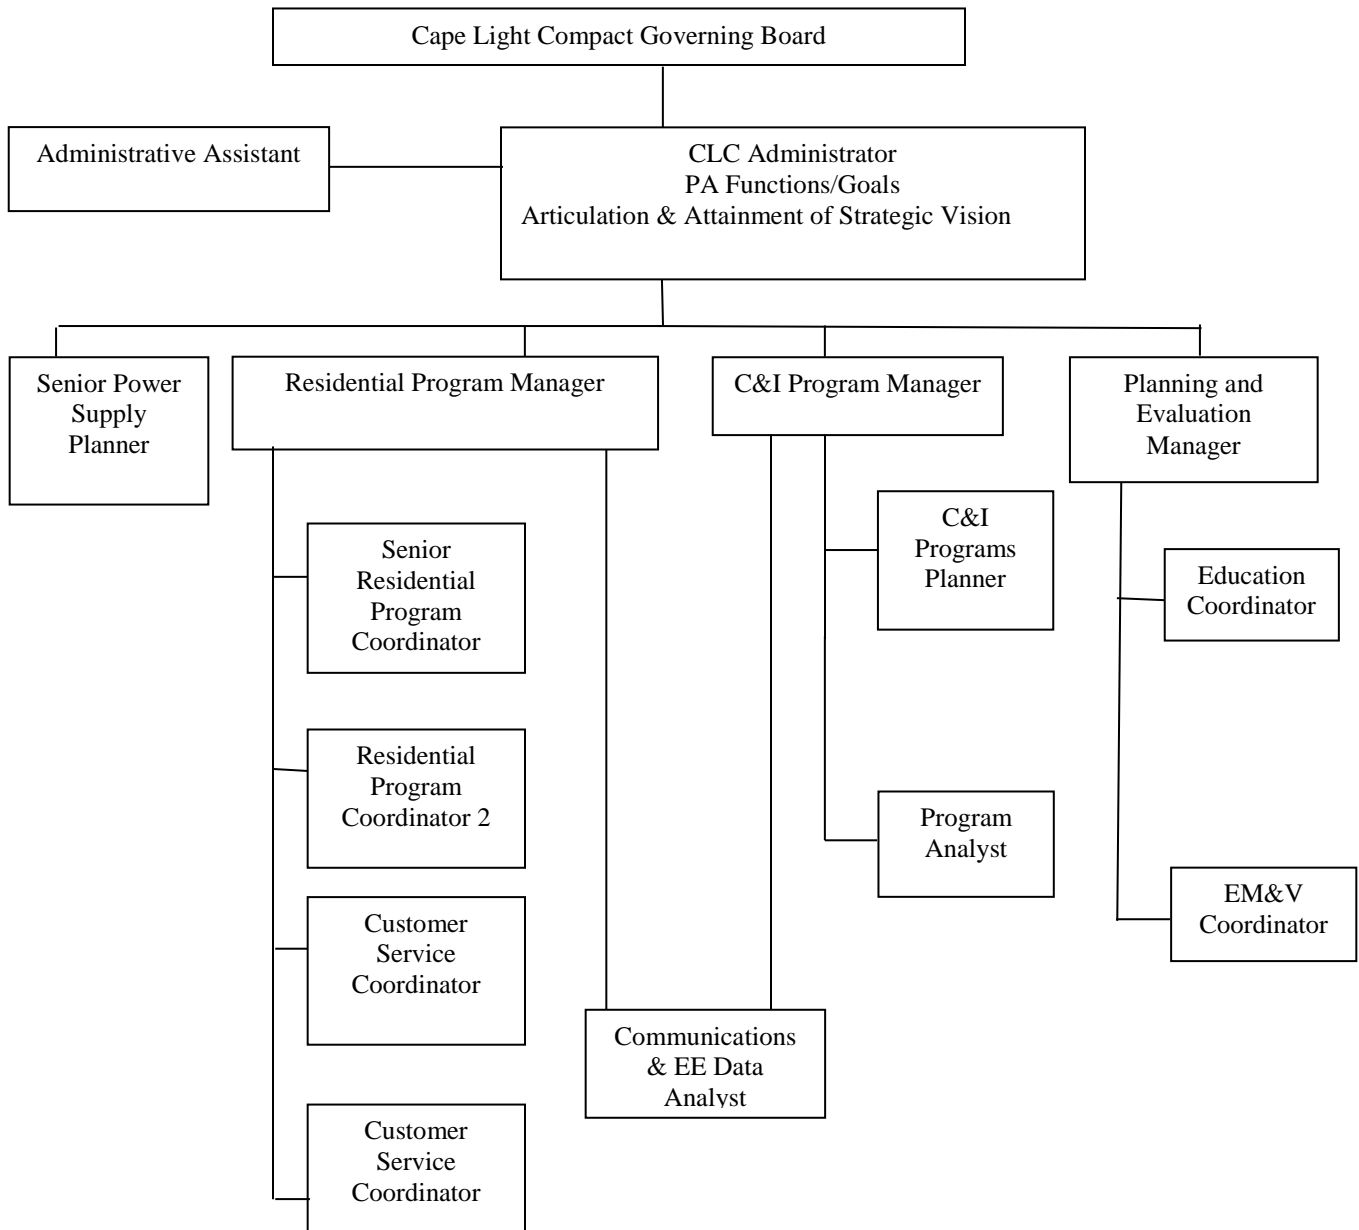 Cape Light Compact Governing Board
Administrative Assistant
CLC Administrator
PA Functions/Goals
Articulation & Attainment of Strategic Vision
Senior Power
Supply
Planner
Residential Program Manager
C&I Program Manager
Planning and
Evaluation
Manager
Senior
Residential
Program
Coordinator
Residential
Program
Coordinator 2
Customer
Service
Coordinator
Customer
Service
Coordinator
Communications
& EE Data
Analyst
C&I
Programs
Planner
Program
Analyst
Education
Coordinator
EM&V
Coordinator